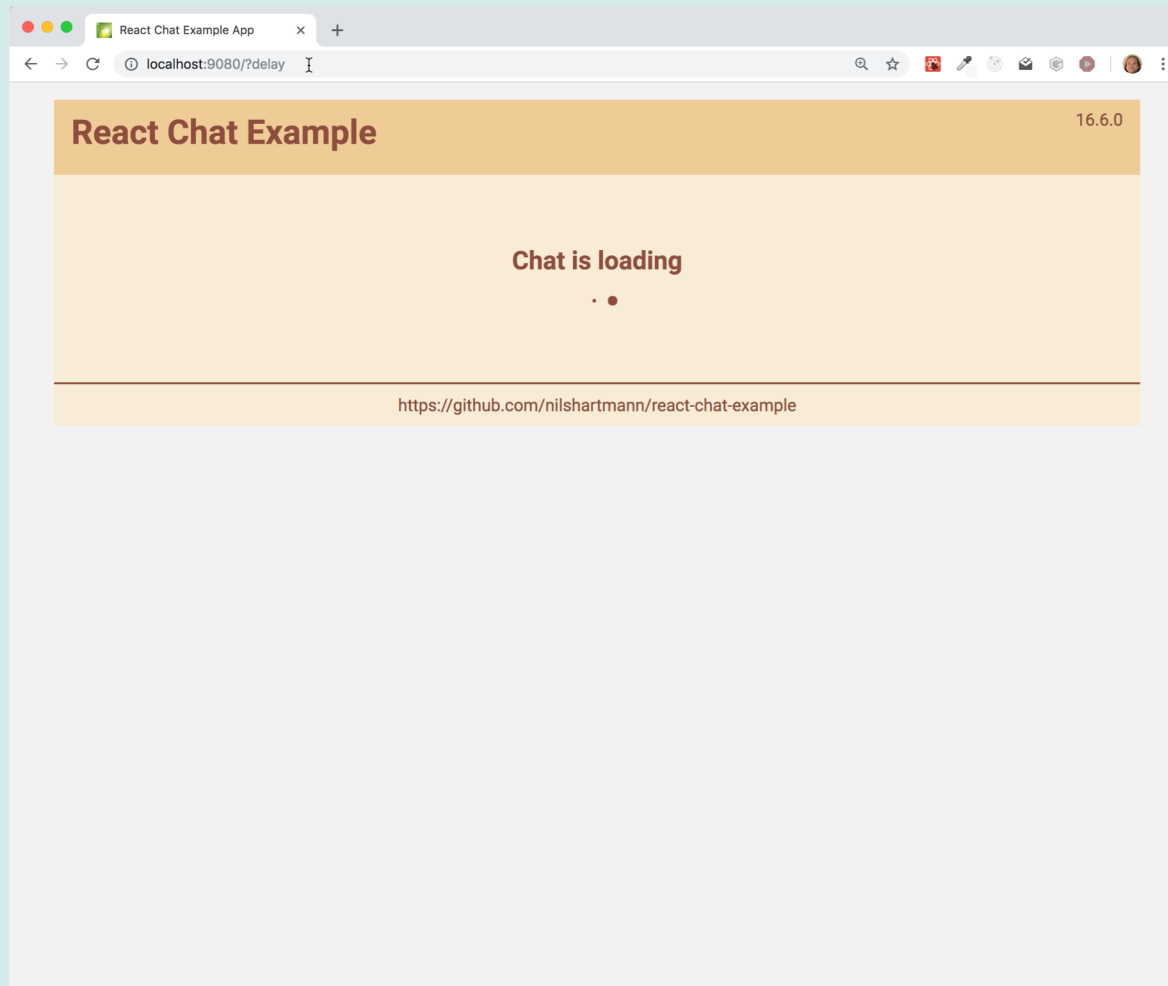 React Chat Example App
localhost:9080/?delay
React Chat Example
16.6.0
Chat is loading
https://github.com/nilshartmann/react-chat-example